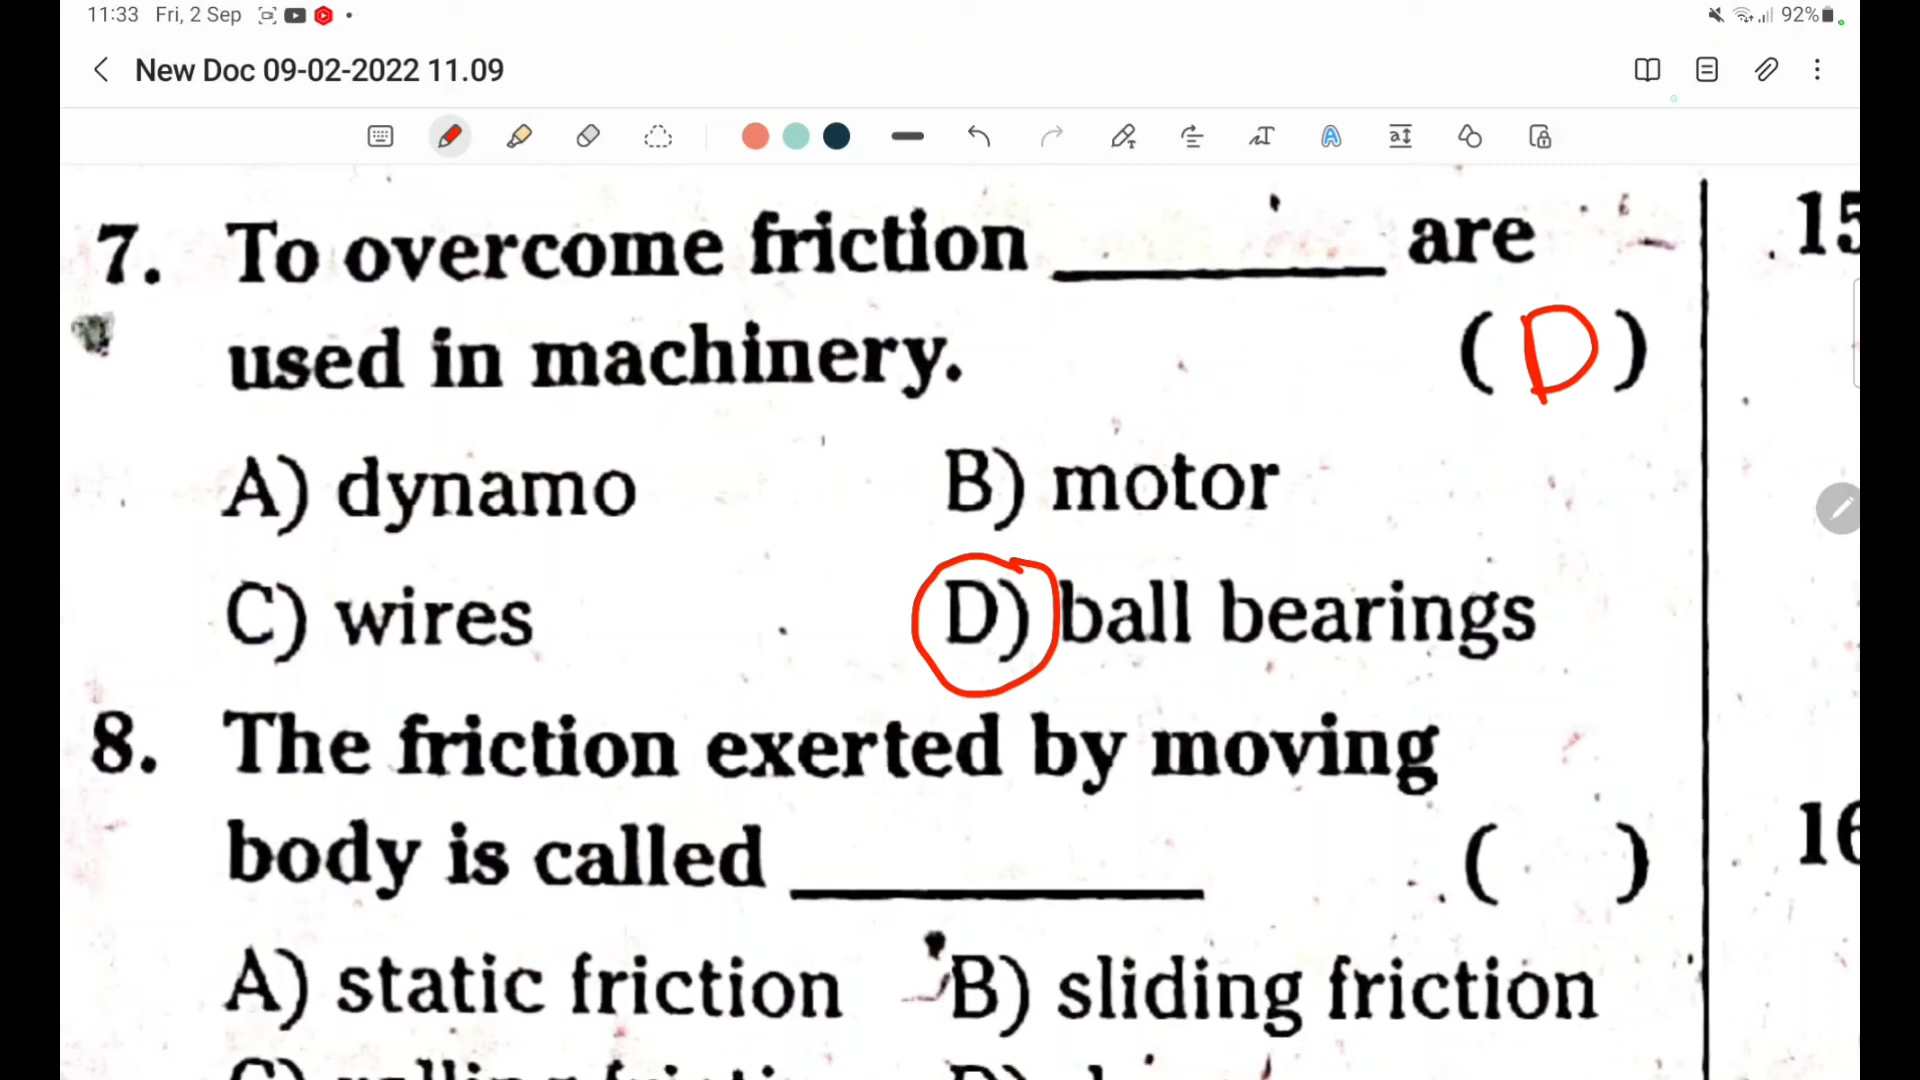 11:33 Fri, 2 Sep
92%
New Doc 09-02-2022 11.09
7. To overcome friction ________ are
used in machinery. ( D )
A) dynamo B) motor
C) wires D) ball bearings
8. The friction exerted by moving
body is called ________ ( )
A) static friction B) sliding friction
15
16